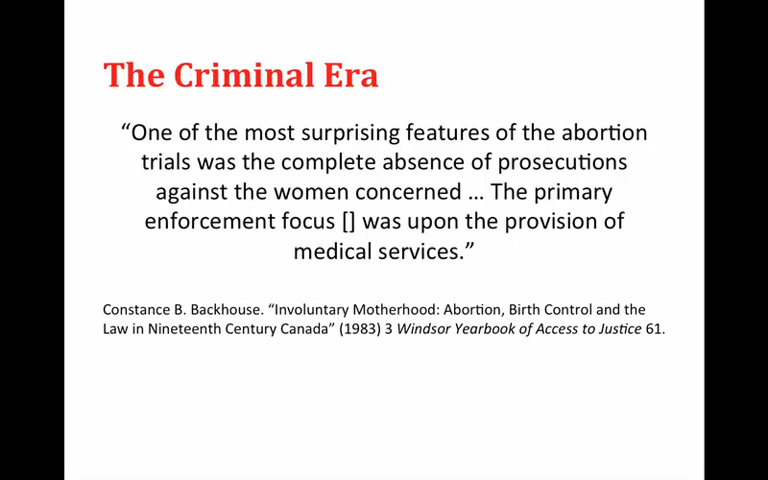 The Criminal Era
“One of the most surprising features of the abortion
trials was the complete absence of prosecutions
against the women concerned … The primary
enforcement focus [] was upon the provision of
medical services.”
Constance B. Backhouse. “Involuntary Motherhood: Abortion, Birth Control and the
Law in Nineteenth Century Canada” (1983) 3 Windsor Yearbook of Access to Justice 61.